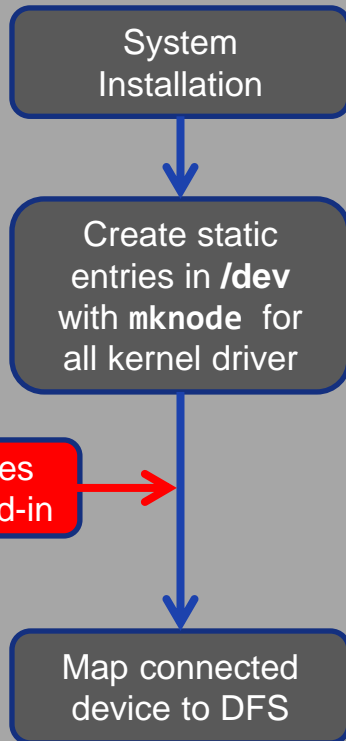 System
Installation
Create static
entries in /dev
with mknode for
all kernel driver
es
d-in
Map connected
device to DFS